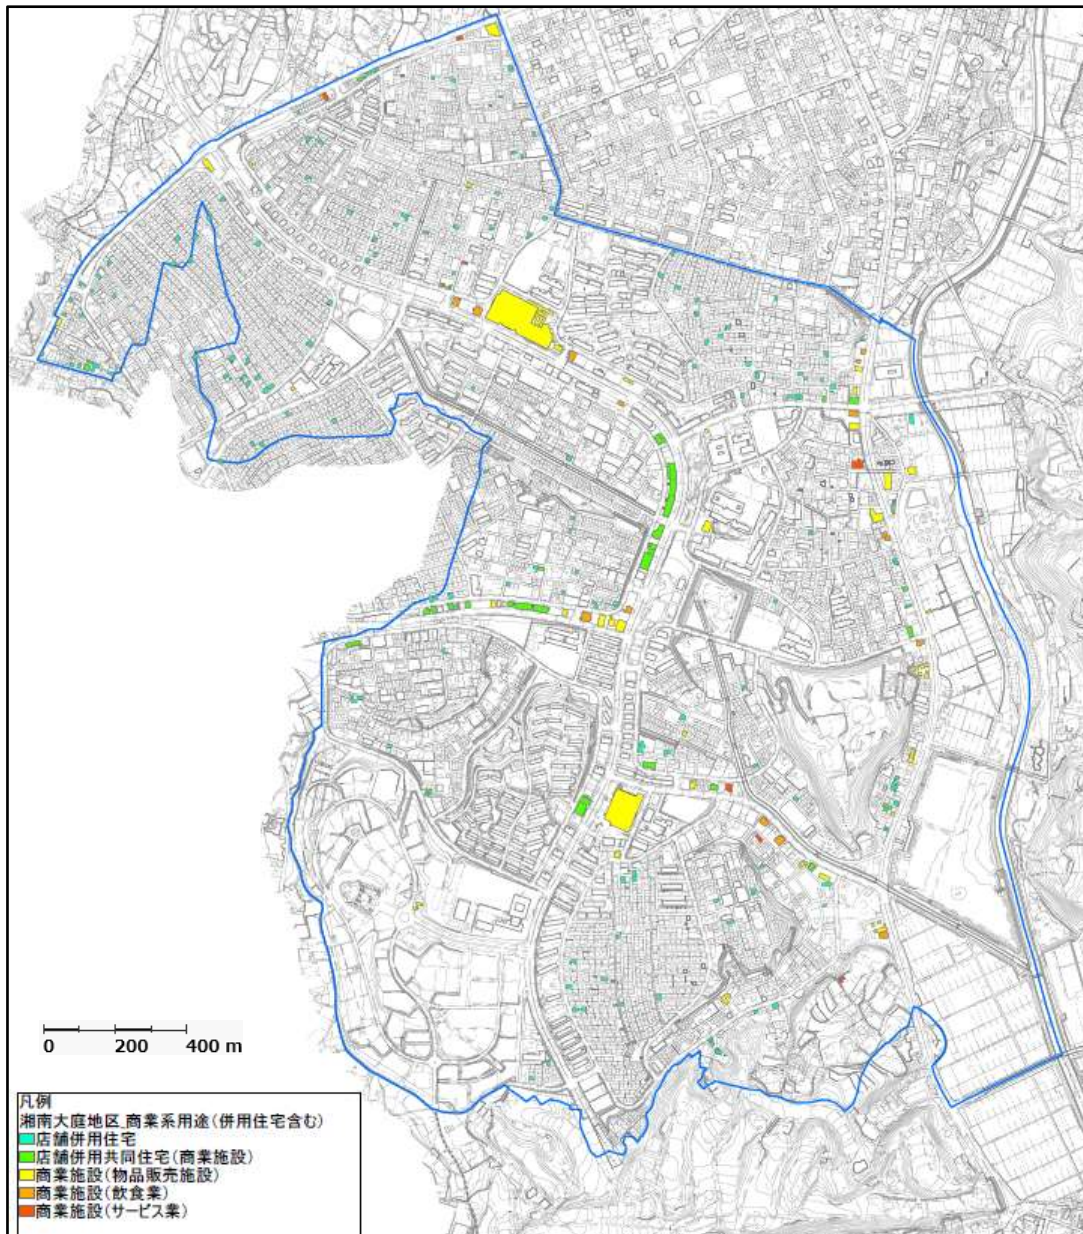 0 200 400 m
凡例
湘南大庭地区_商業系用途(併用住宅含む)
店舗併用住宅
店舗併用共同住宅(商業施設)
商業施設(物品販売施設)
商業施設(飲食業)
商業施設(サービス業)